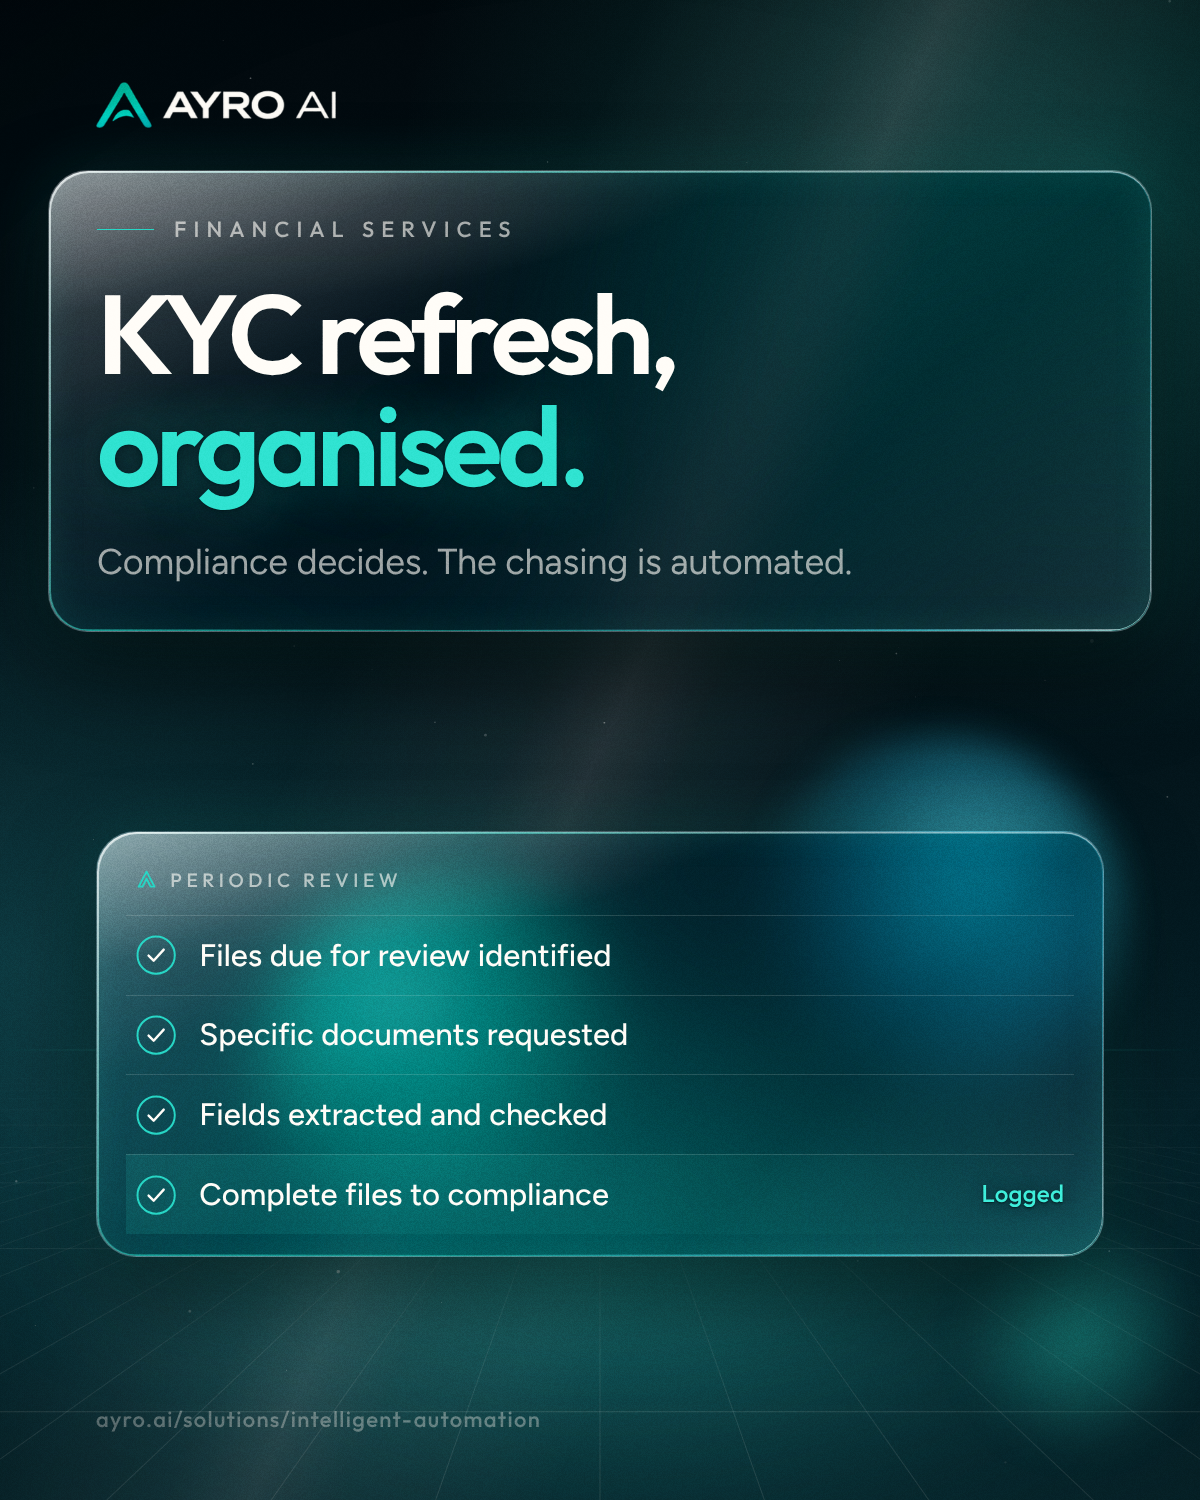 AYRO AI
FINANCIAL SERVICES
KYC refresh,
organised.
Compliance decides. The chasing is automated.
PERIODIC REVIEW
Files due for review identified
Specific documents requested
Fields extracted and checked
Complete files to compliance
Logged
ayro.ai/solutions/intelligent-automation